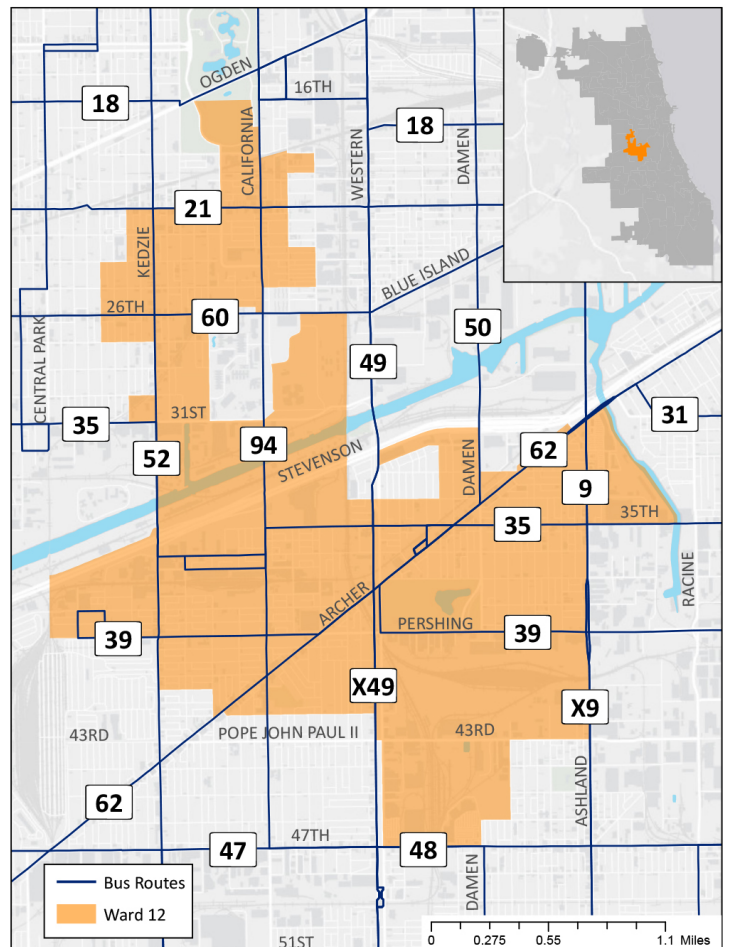 OGDEN
16TH
18
CALIFORNIA
WESTERN
18
DAMEN
21
KEDZIE
BLUE ISLAND
26TH
60
50
CENTRAL PARK
49
31ST
35
31
94
52
STEVENSON
DAMEN
62
9
35TH
35
RACINE
ARCHER
PERSHING
39
39
X49
X9
43RD
POPE JOHN PAUL II
43RD
ASHLAND
62
47TH
47
48
DAMEN
Bus Routes
Ward 12
51ST
0 0.275 0.55 1.1 Miles